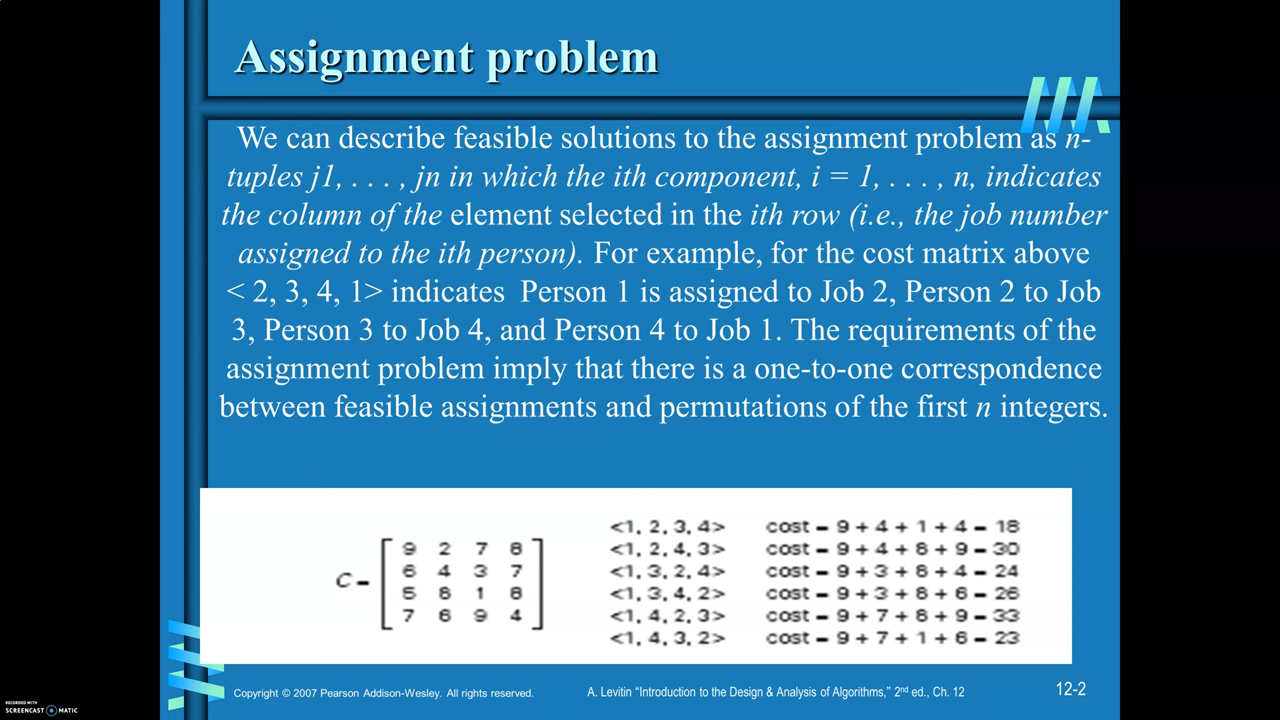 Assignment problem
We can describe feasible solutions to the assignment problem as n-
tuples j1, . . . , jn in which the ith component, i = 1, . . . , n, indicates
the column of the element selected in the ith row (i.e., the job number
assigned to the ith person). For example, for the cost matrix above
< 2, 3, 4, 1> indicates Person 1 is assigned to Job 2, Person 2 to Job
3, Person 3 to Job 4, and Person 4 to Job 1. The requirements of the
assignment problem imply that there is a one-to-one correspondence
between feasible assignments and permutations of the first n integers.
C =
9 2 7 8
6 4 3 7
5 8 1 8
7 6 9 4
<1, 2, 3, 4> cost = 9 + 4 + 1 + 4 = 18
<1, 2, 4, 3> cost = 9 + 4 + 8 + 9 = 30
<1, 3, 2, 4> cost = 9 + 3 + 8 + 4 = 24
<1, 3, 4, 2> cost = 9 + 3 + 8 + 6 = 26
<1, 4, 2, 3> cost = 9 + 7 + 8 + 9 = 33
<1, 4, 3, 2> cost = 9 + 7 + 1 + 6 = 23
Copyright © 2007 Pearson Addison-Wesley. All rights reserved.
A. Levitin “Introduction to the Design & Analysis of Algorithms,” 2nd ed., Ch. 12
12-2
RECORDED WITH
SCREENCAST MATIC